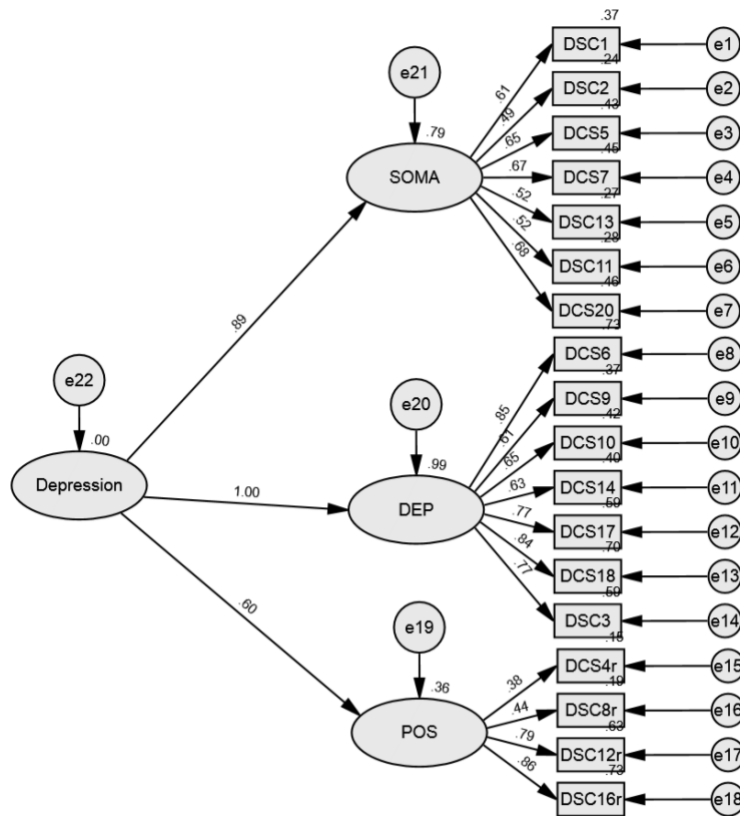 .37
DSC1
e1
.24
DSC2
e2
.43
DCS5
e3
.45
DCS7
e4
.27
DSC13
e5
.28
DSC11
e6
.46
DCS20
e7
.61
.49
.65
.67
.52
.52
.68
e21
.79
SOMA
.89
.73
DCS6
e8
.37
DCS9
e9
.42
DCS10
e10
.40
DCS14
e11
.59
DCS17
e12
.70
DCS18
e13
.59
DSC3
e14
.85
.61
.65
.63
.77
.84
.77
e22
.00
Depression
e20
.99
DEP
1.00
.60
e19
.36
POS
.15
DCS4r
e15
.19
DSC8r
e16
.63
DSC12r
e17
.73
DSC16r
e18
.38
.44
.79
.86